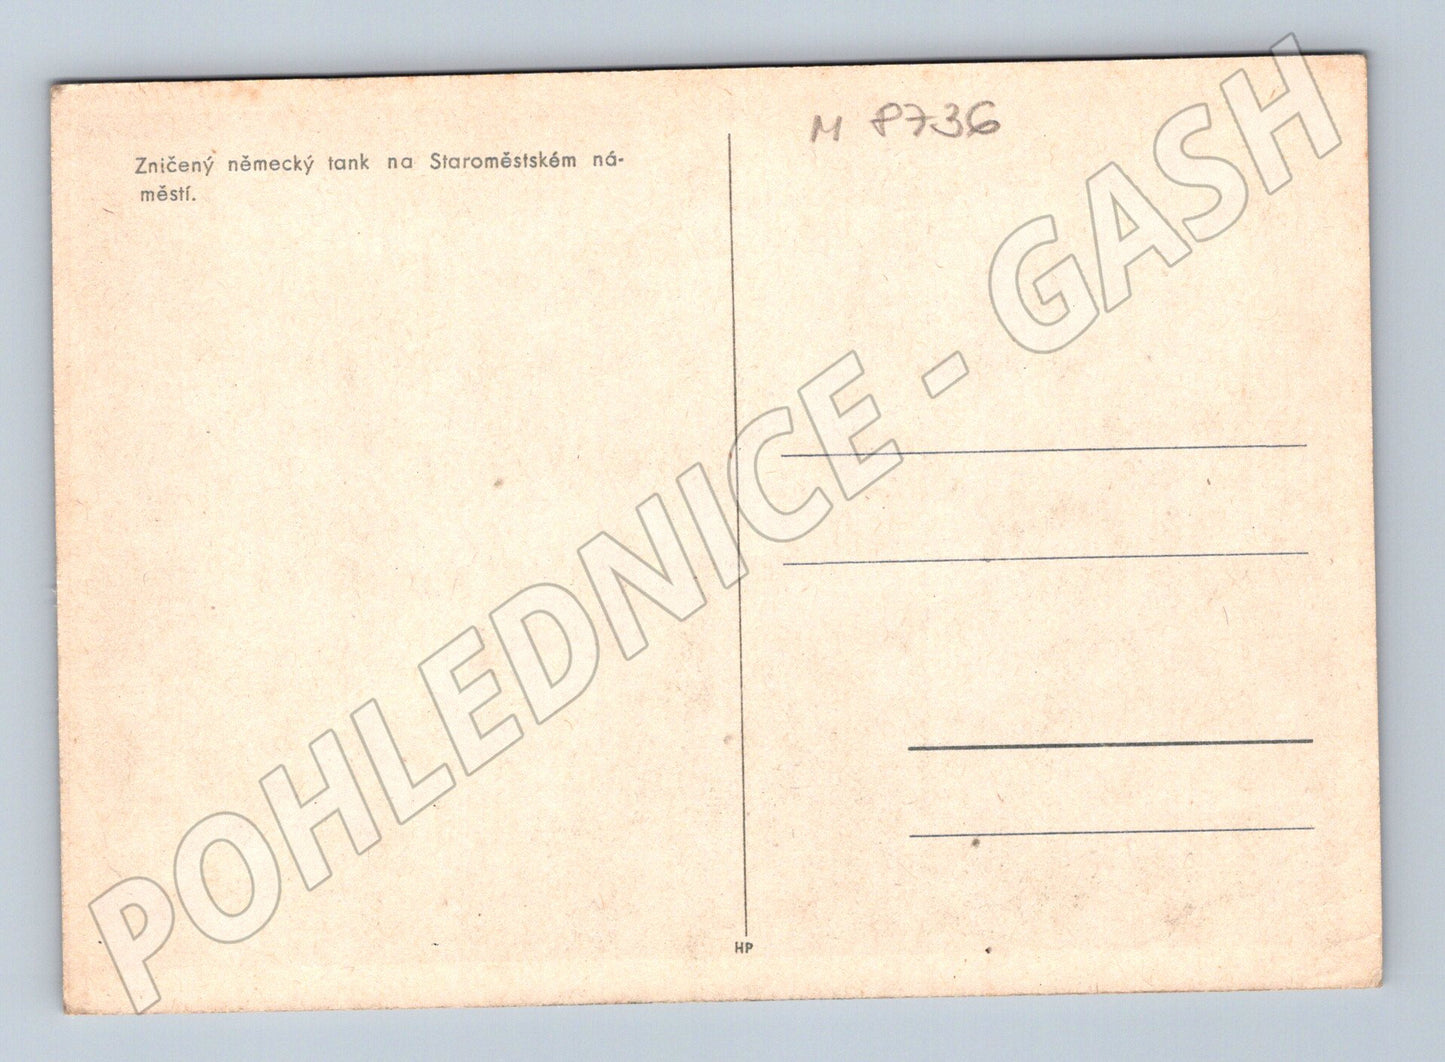 Zničený německý tank na Staroměstském ná-
městí.
M 8736
POHLEDNICE - GASH
HP